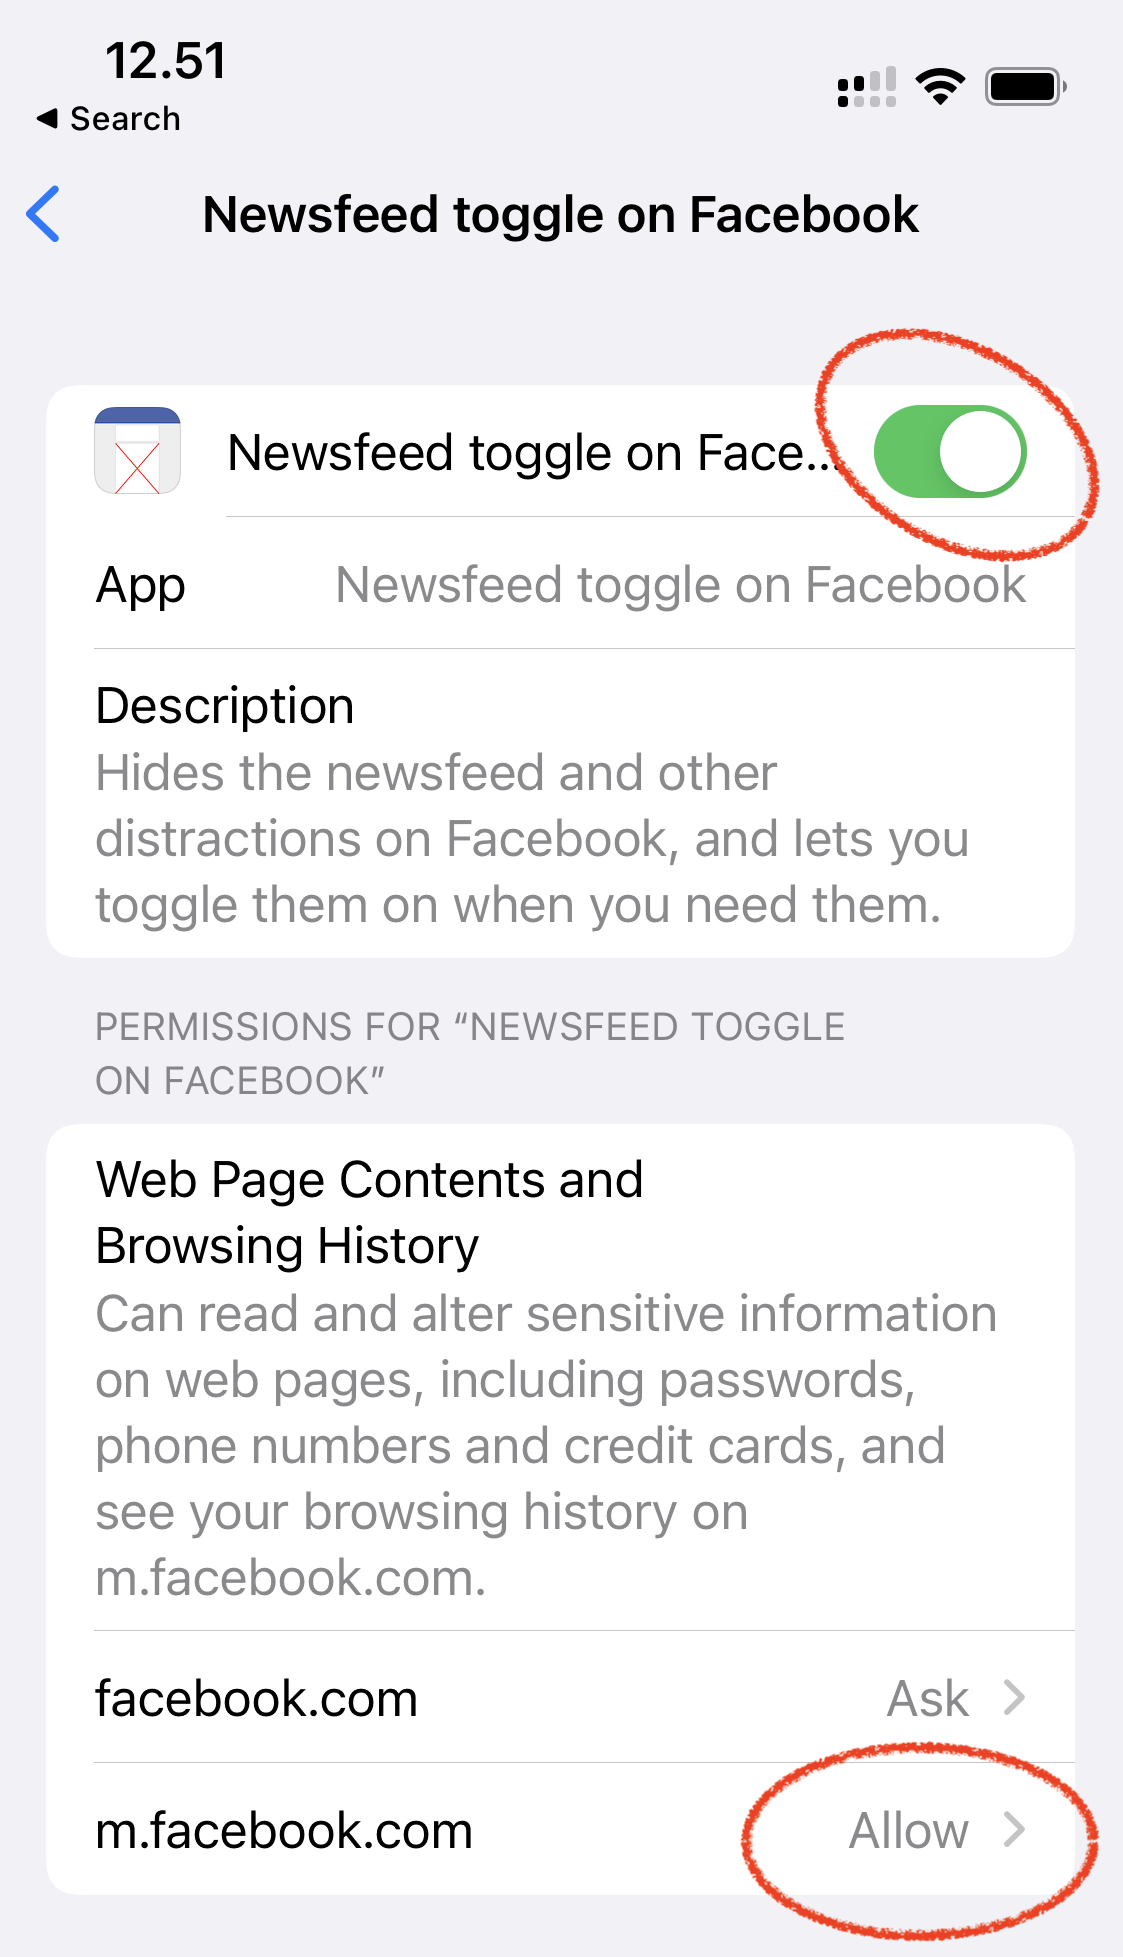 12.51
◀ Search
Newsfeed toggle on Facebook
Newsfeed toggle on Face...
App Newsfeed toggle on Facebook
Description
Hides the newsfeed and other
distractions on Facebook, and lets you
toggle them on when you need them.
PERMISSIONS FOR “NEWSFEED TOGGLE
ON FACEBOOK”
Web Page Contents and
Browsing History
Can read and alter sensitive information
on web pages, including passwords,
phone numbers and credit cards, and
see your browsing history on
m.facebook.com.
facebook.com Ask
m.facebook.com Allow